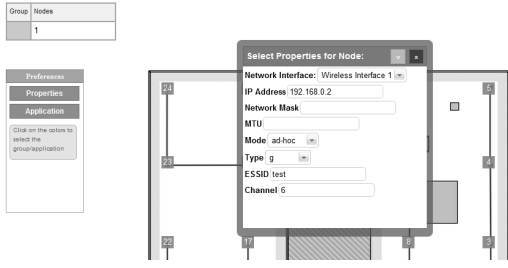 Group Nodes
1
Preferences
Properties
Application
Click on the colors to
select the
group/application
Select Properties for Node:
Network Interface: Wireless Interface 1
IP Address 192.168.0.2
Network Mask
MTU
Mode ad-hoc
Type g
ESSID test
Channel 6
24
5
23
4
22
17
8
3